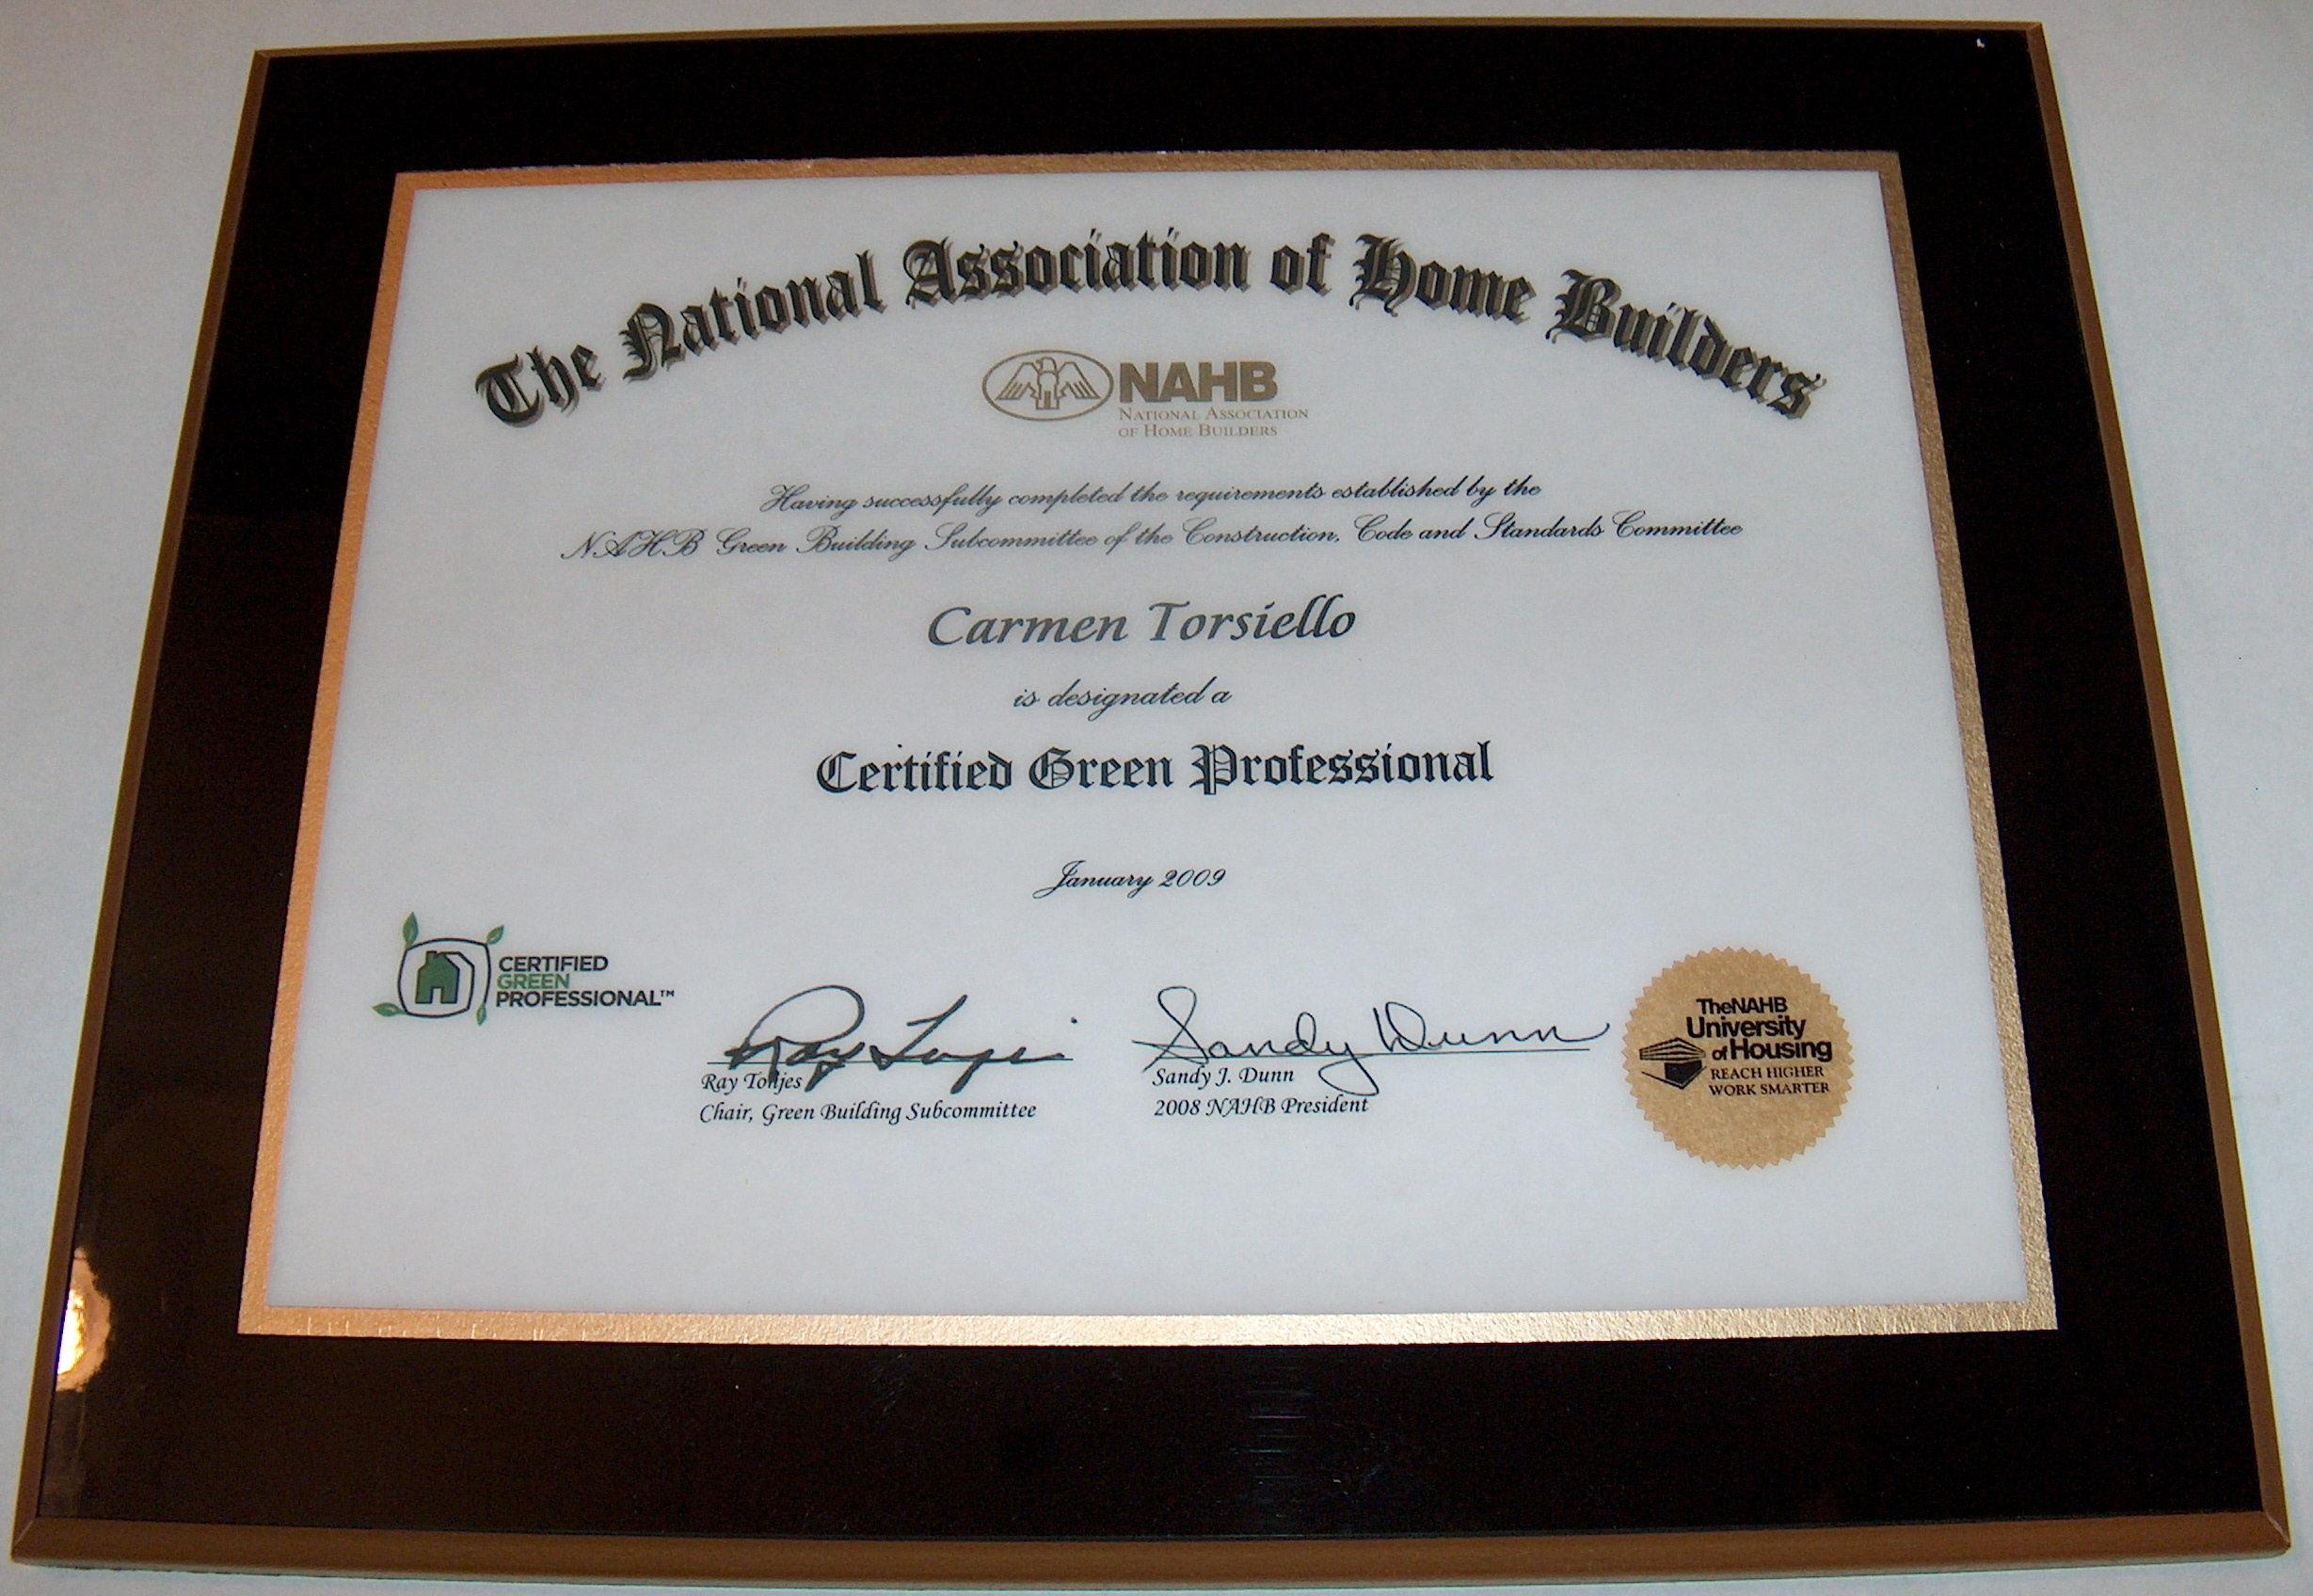 The National Association of Home Builders
NAHB
NATIONAL ASSOCIATION
OF HOME BUILDERS
Having successfully completed the requirements established by the
NAHB Green Building Subcommittee of the Construction, Code and Standards Committee
Carmen Torsiello
is designated a
Certified Green Professional
January 2009
CERTIFIED
GREEN
PROFESSIONAL™
Ray Tonjes
Sandy Dunn
Ray Tonjes
Chair, Green Building Subcommittee
Sandy J. Dunn
2008 NAHB President
TheNAHB
University
of Housing
REACH HIGHER
WORK SMARTER